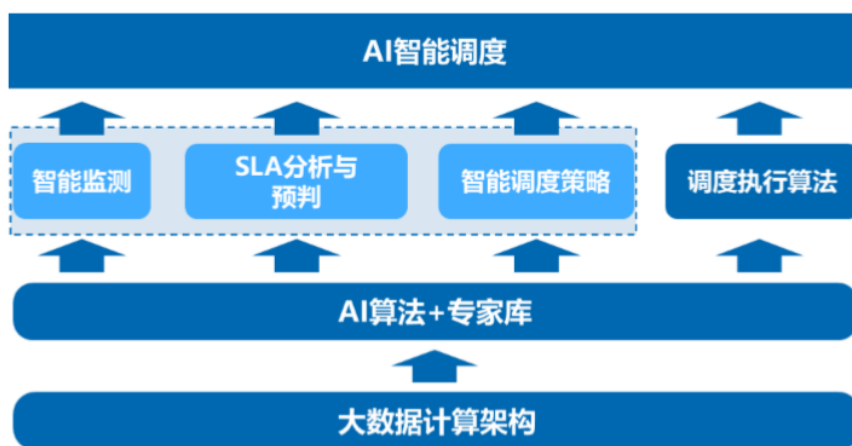 AI智能调度
智能监测
SLA分析与
预判
智能调度策略
调度执行算法
AI算法+专家库
大数据计算架构